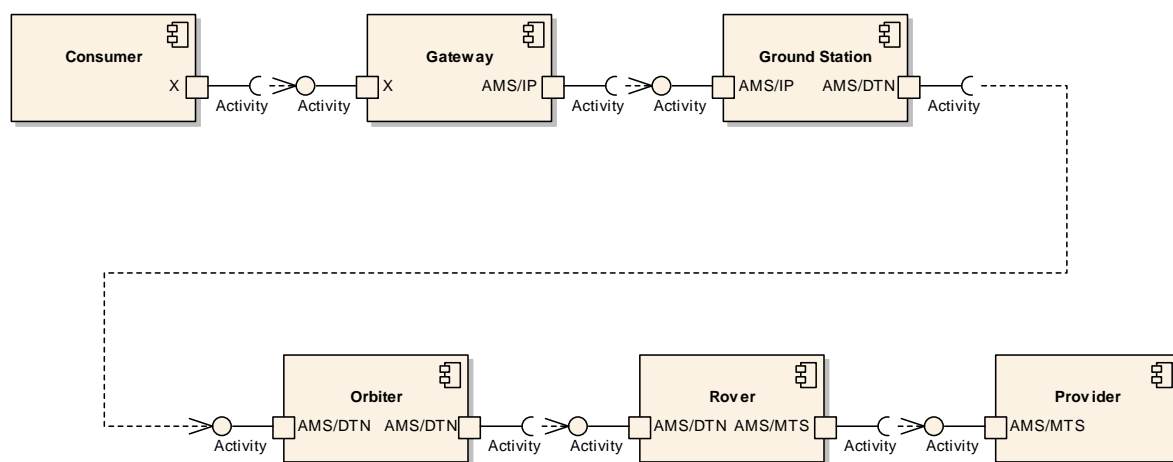 Consumer
X
Activity
Activity
Gateway
X
AMS/IP
Activity
Activity
Ground Station
AMS/IP
AMS/DTN
Activity
Activity
Orbiter
AMS/DTN
AMS/DTN
Activity
Activity
Rover
AMS/DTN
AMS/MTS
Activity
Activity
Provider
AMS/MTS